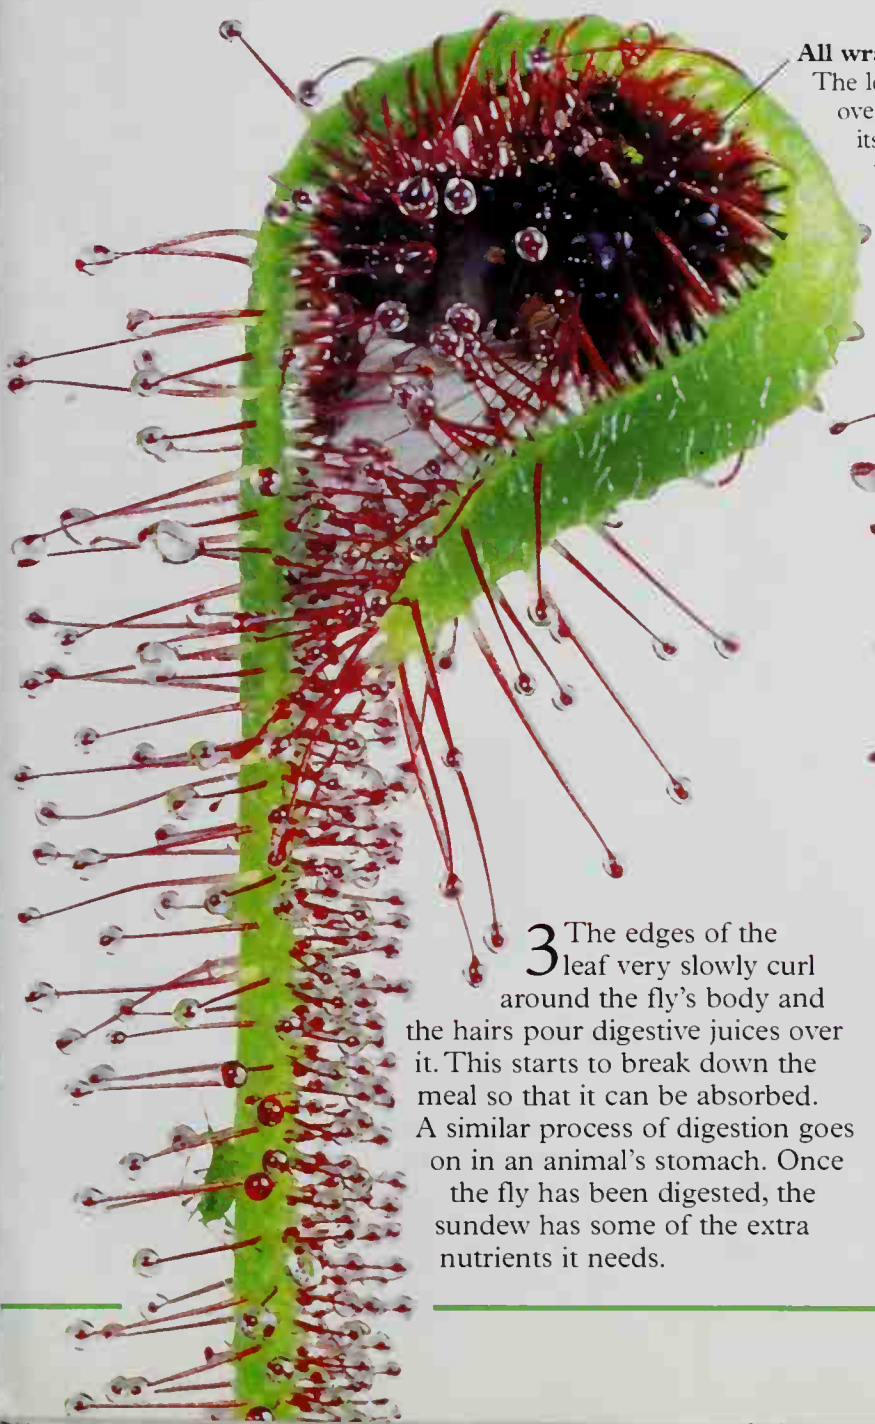 All
The
its
3 The edges of the
leaf very slowly curl
around the fly's body and
the hairs pour digestive juices over
it. This starts to break down the
meal so that it can be absorbed.
A similar process of digestion goes
on in an animal's stomach. Once
the fly has been digested, the
sundew has some of the extra
nutrients it needs.